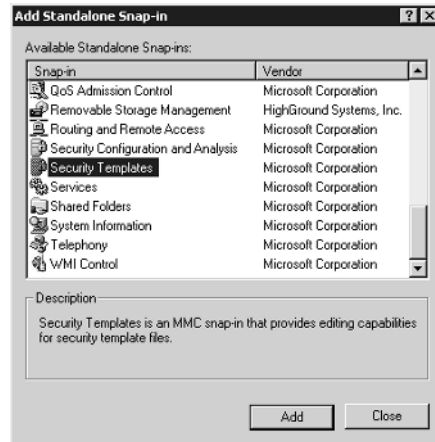 Add Standalone Snap-in
Available Standalone Snap-ins:
Snap-in Vendor
QoS Admission Control Microsoft Corporation
Removable Storage Management HighGround Systems, Inc.
Routing and Remote Access Microsoft Corporation
Security Configuration and Analysis Microsoft Corporation
Security Templates Microsoft Corporation
Services Microsoft Corporation
Shared Folders Microsoft Corporation
System Information Microsoft Corporation
Telephony Microsoft Corporation
WMI Control Microsoft Corporation
Description
Security Templates is an MMC snap-in that provides editing capabilities
for security template files.
Add Close